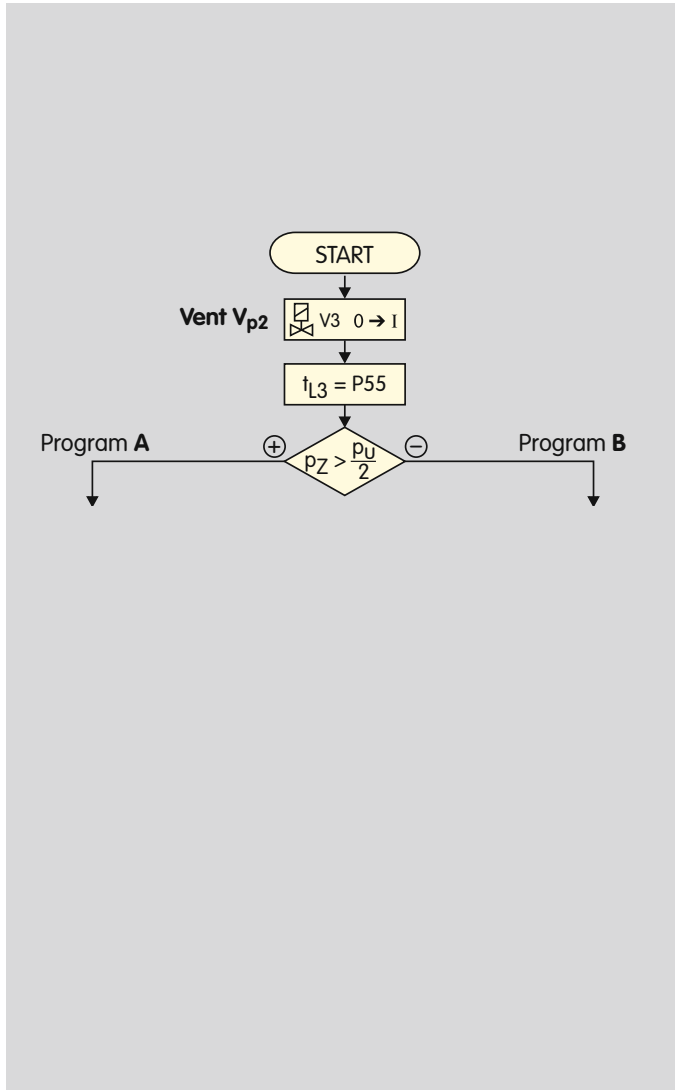 START
Vent Vp2
V3 0 → I
tL3 = P55
Program A
+
pZ > pu/2
−
Program B